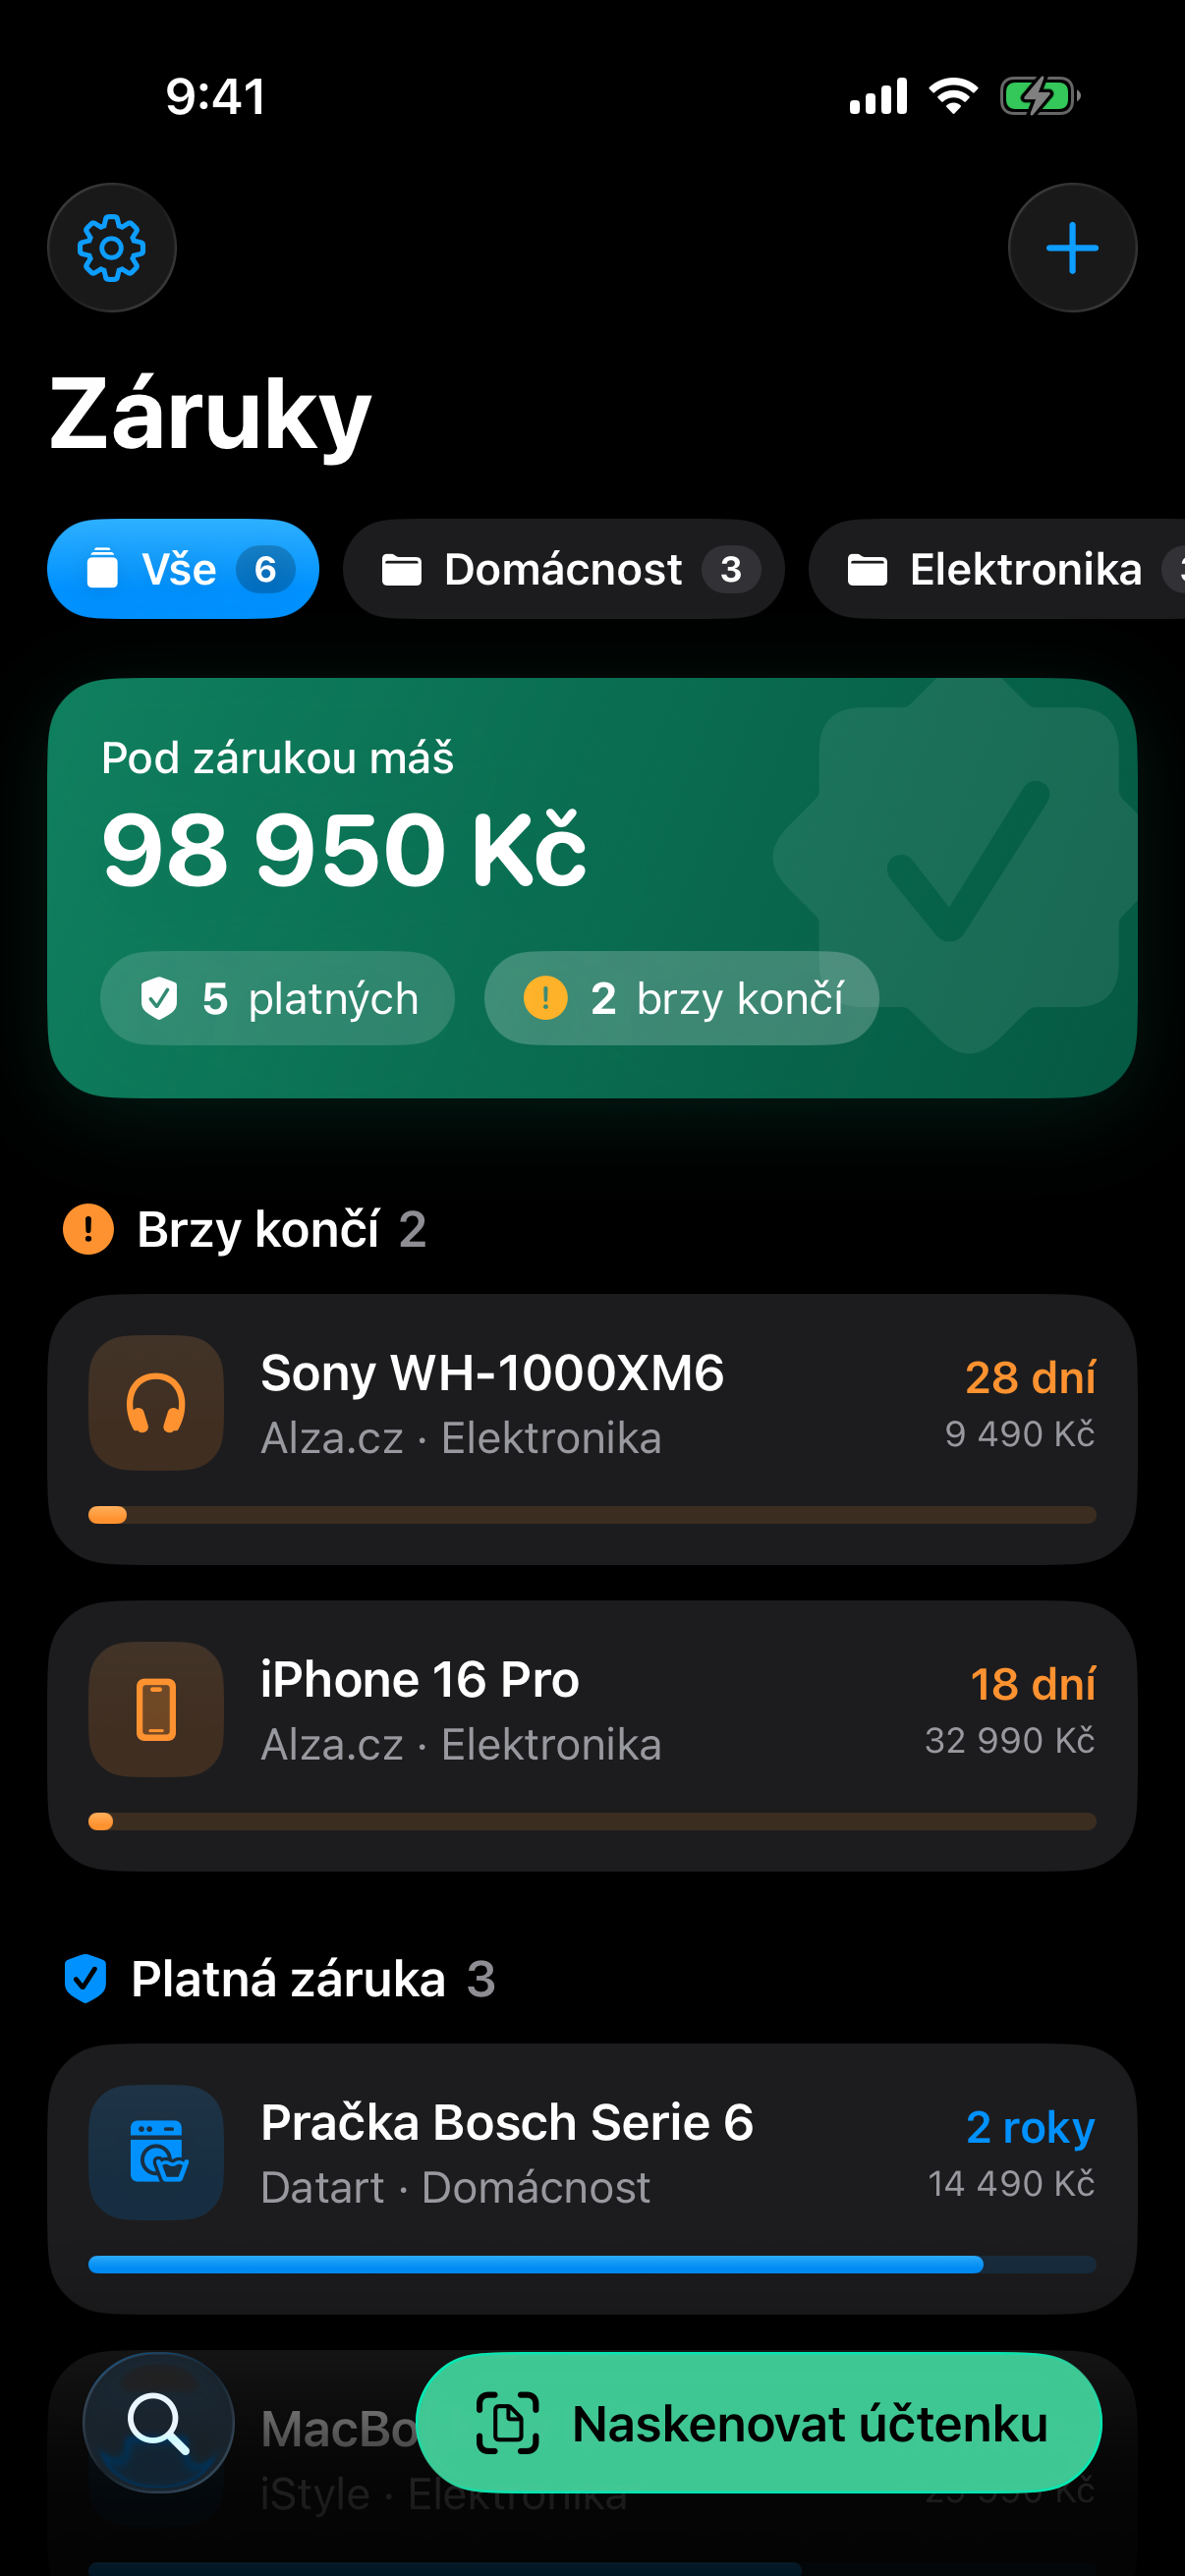 9:41
Záruky
Vše 6
Domácnost 3
Elektronika
Pod zárukou máš
98 950 Kč
5 platných
2 brzy končí
Brzy končí 2
Sony WH-1000XM6
28 dní
Alza.cz · Elektronika
9 490 Kč
iPhone 16 Pro
18 dní
Alza.cz · Elektronika
32 990 Kč
Platná záruka 3
Pračka Bosch Serie 6
2 roky
Datart · Domácnost
14 490 Kč
Naskenovat účtenku
iStyle · Elektronika
Kč